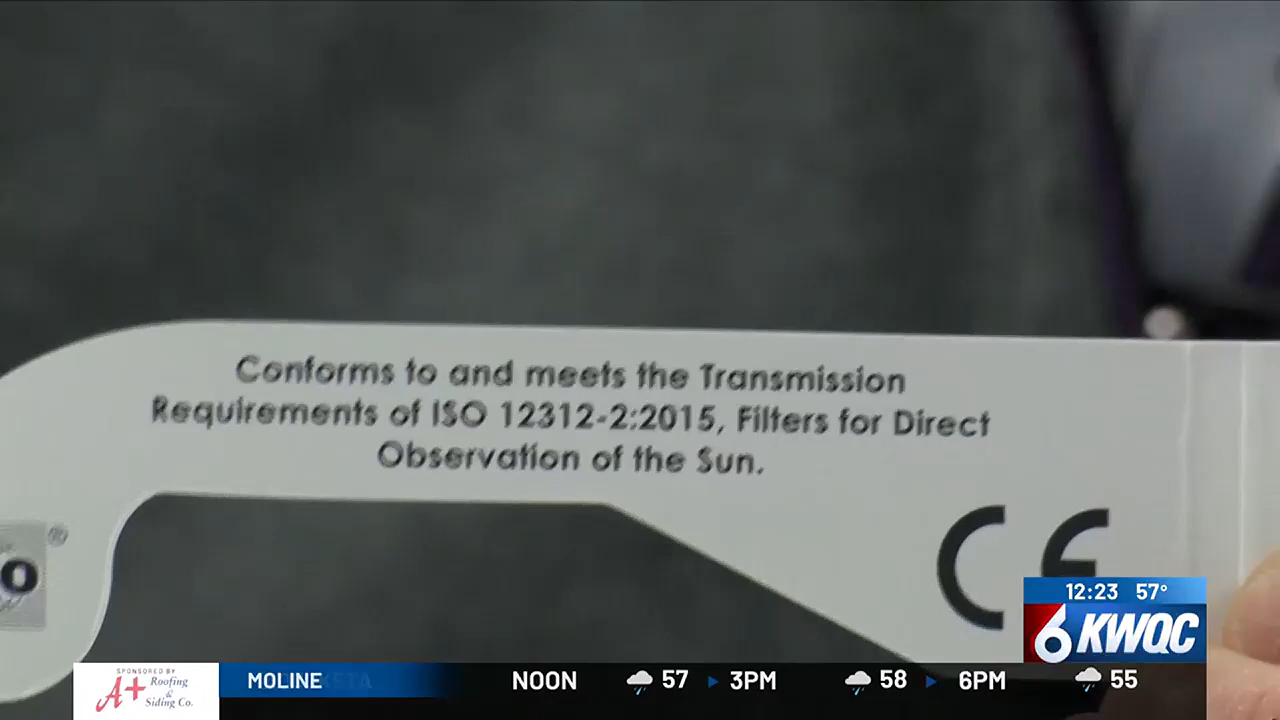 Conforms to and meets the Transmission
Requirements of ISO 12312-2:2015, Filters for Direct
Observation of the Sun.
®
O
CE
12:23 57°
6 KWQC
SPONSORED BY
A+ Roofing
&
Siding Co.
MOLINE NOON 57 3PM 58 6PM 55